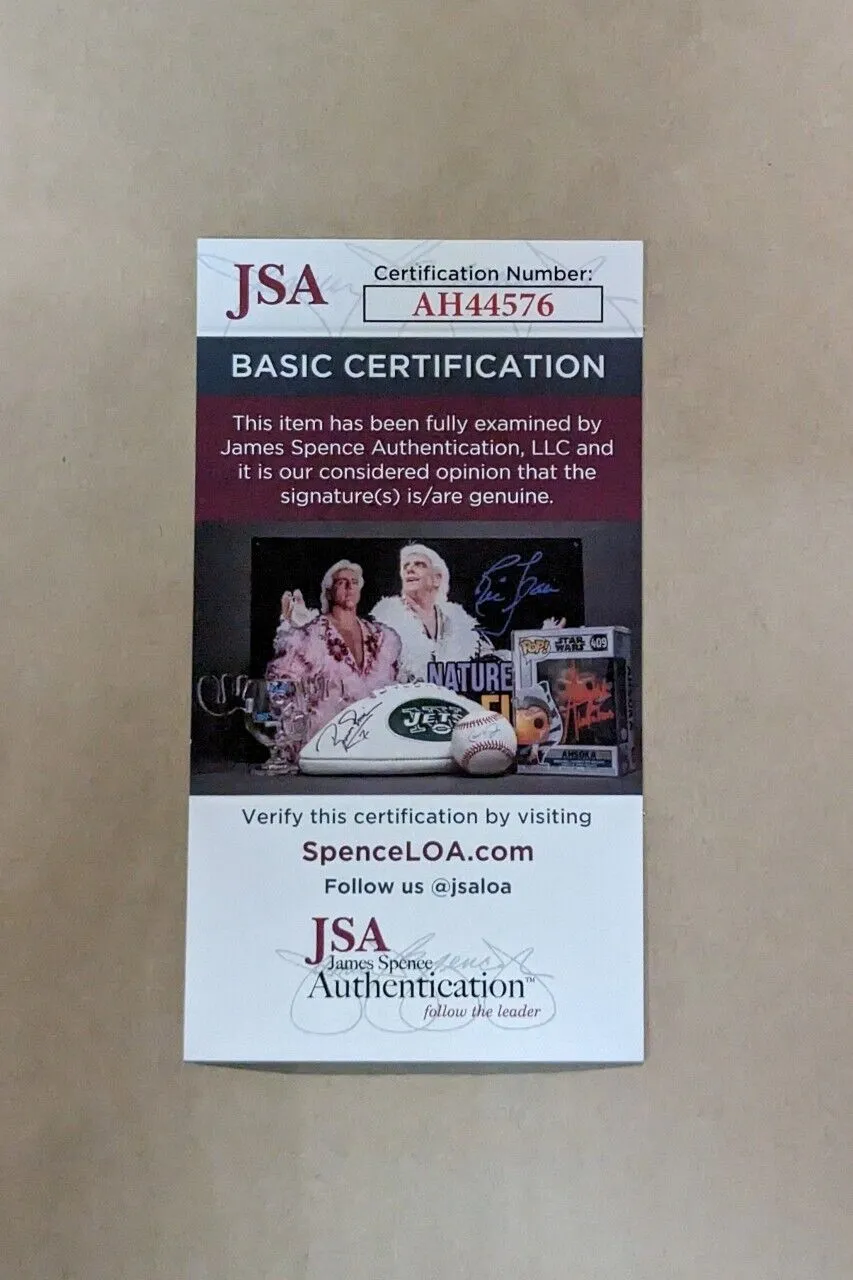 JSA
Certification Number:
AH44576
BASIC CERTIFICATION
This item has been fully examined by
James Spence Authentication, LLC and
it is our considered opinion that the
signature(s) is/are genuine.
NATURE
POP!
STAR
WARS
409
JETS
AHSOKA
Verify this certification by visiting
SpenceLOA.com
Follow us @jsaloa
JSA
James Spence
Authentication™
follow the leader